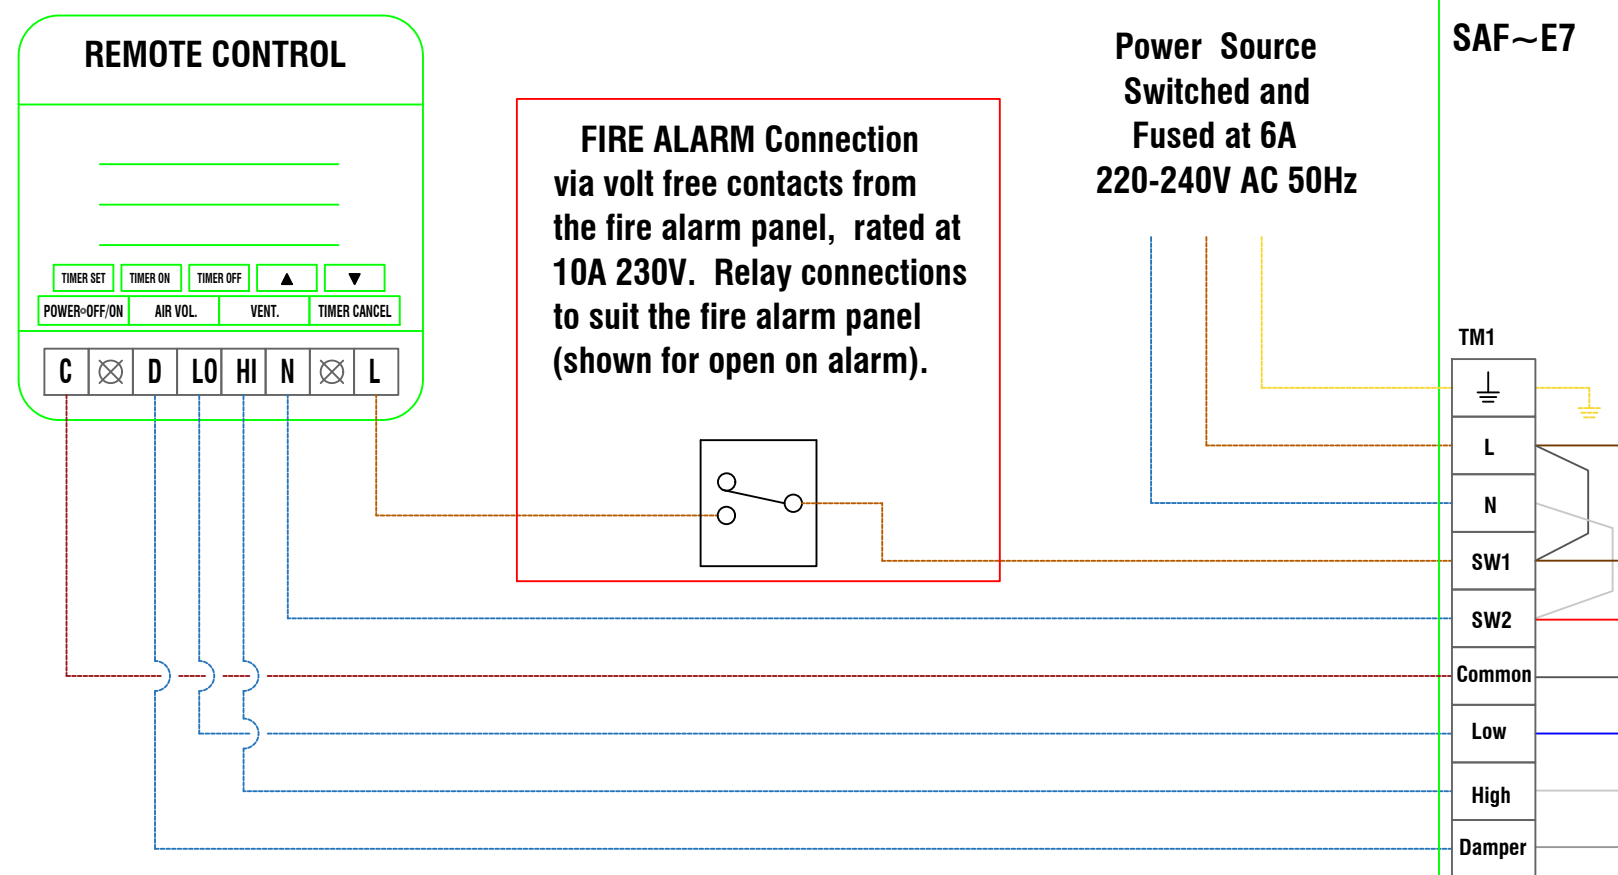 REMOTE CONTROL
TIMER SET
TIMER ON
TIMER OFF
▲
▼
POWER•OFF/ON
AIR VOL.
VENT.
TIMER CANCEL
C
D
LO
HI
N
L
FIRE ALARM Connection
via volt free contacts from
the fire alarm panel, rated at
10A 230V. Relay connections
to suit the fire alarm panel
(shown for open on alarm).
Power Source
Switched and
Fused at 6A
220-240V AC 50Hz
SAF~E7
TM1
L
N
SW1
SW2
Common
Low
High
Damper